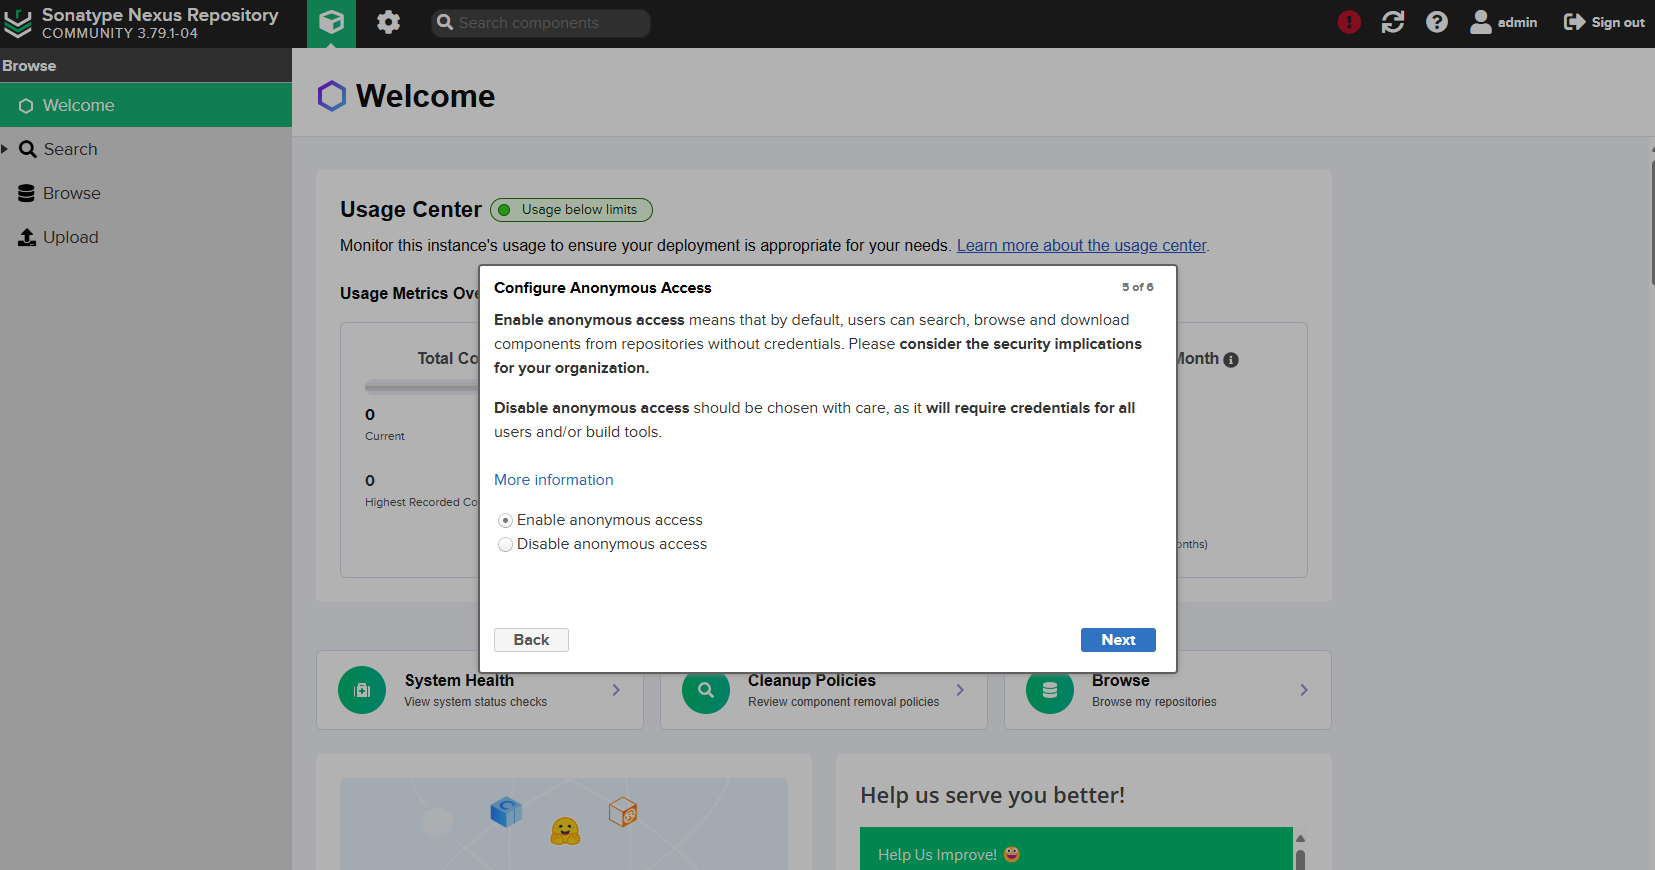 Sonatype Nexus Repository
COMMUNITY 3.79.1-04
Search components
admin
Sign out
Browse
Welcome
Search
Browse
Upload
Welcome
Usage Center
Usage below limits
Monitor this instance's usage to ensure your deployment is appropriate for your needs. Learn more about the usage center.
Usage Metrics Ove
Total Co
0
Current
0
Highest Recorded Co
Month
onths)
Configure Anonymous Access
5 of 6
Enable anonymous access means that by default, users can search, browse and download
components from repositories without credentials. Please consider the security implications
for your organization.
Disable anonymous access should be chosen with care, as it will require credentials for all
users and/or build tools.
More information
Enable anonymous access
Disable anonymous access
Back
Next
System Health
View system status checks
Cleanup Policies
Review component removal policies
Browse
Browse my repositories
Help us serve you better!
Help Us Improve! 😀